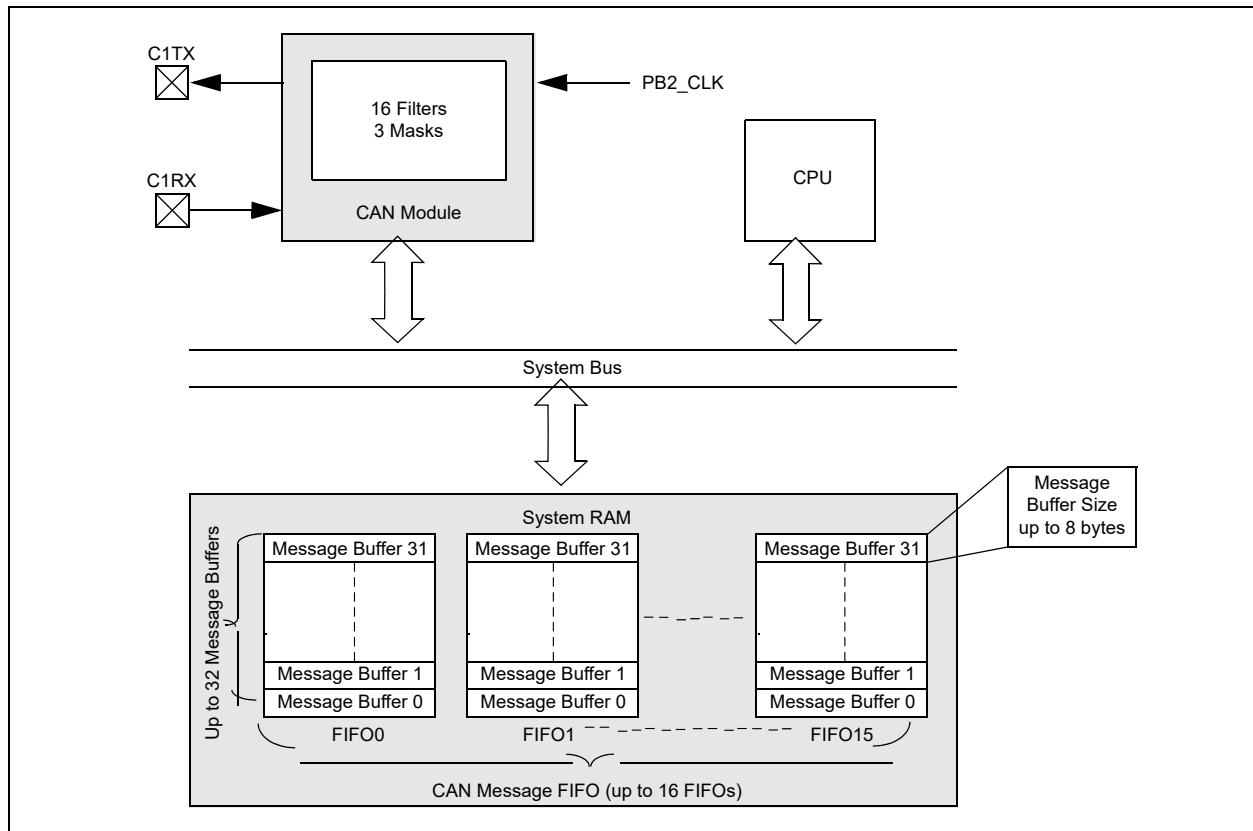 C1TX
PB2_CLK
16 Filters
3 Masks
C1RX
CPU
CAN Module
System Bus
Message
Buffer Size
up to 8 bytes
System RAM
Up to 32 Message Buffers
Message Buffer 31
Message Buffer 31
Message Buffer 31
Message Buffer 1
Message Buffer 1
Message Buffer 1
Message Buffer 0
Message Buffer 0
Message Buffer 0
FIFO0
FIFO1
FIFO15
CAN Message FIFO (up to 16 FIFOs)